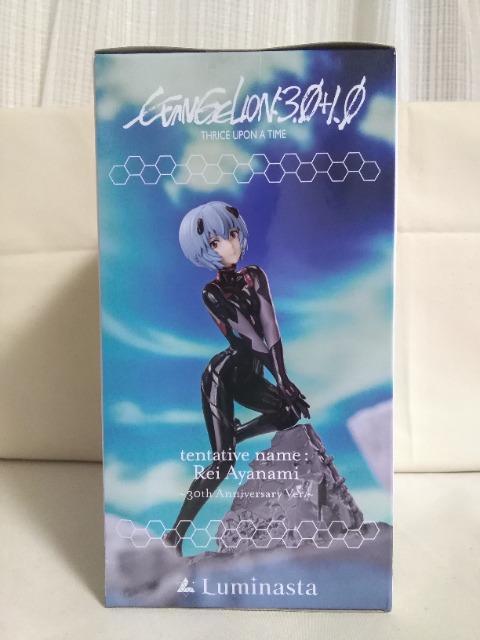 EVANGELION:3.0+1.0
THRICE UPON A TIME
tentative name:
Rei Ayanami
~30th Anniversary Ver.~
Luminasta